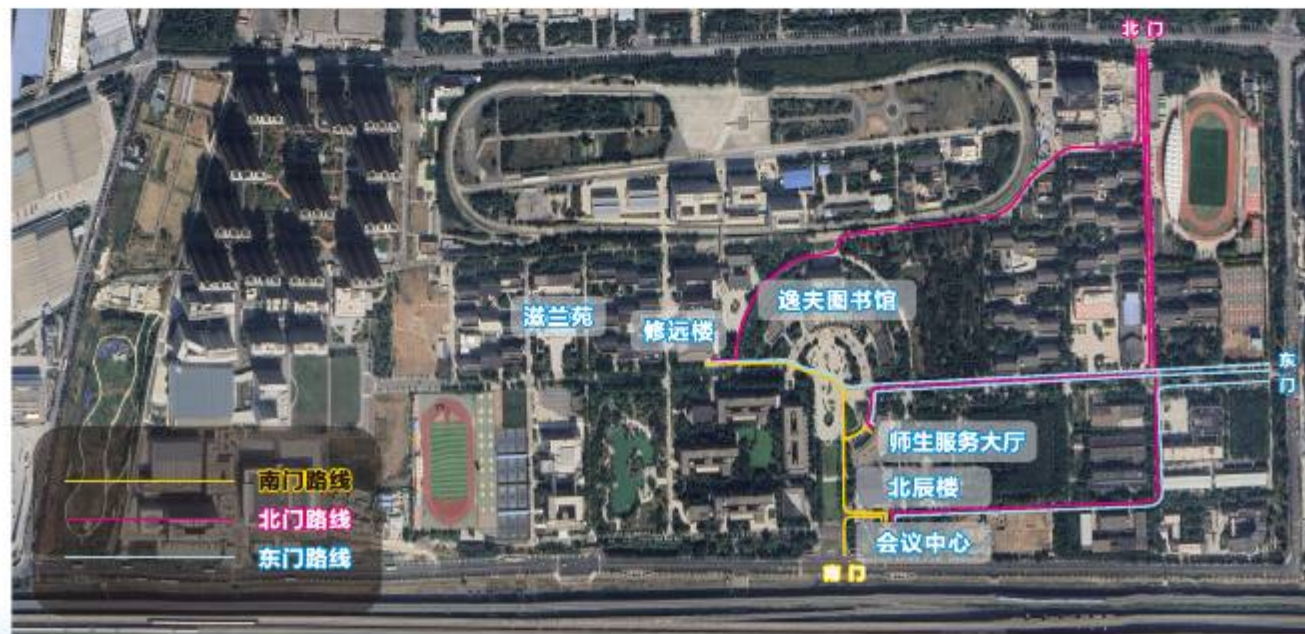 北门
逸夫图书馆
滋兰苑
修远楼
东门
师生服务大厅
北辰楼
会议中心
南门
南门路线
北门路线
东门路线